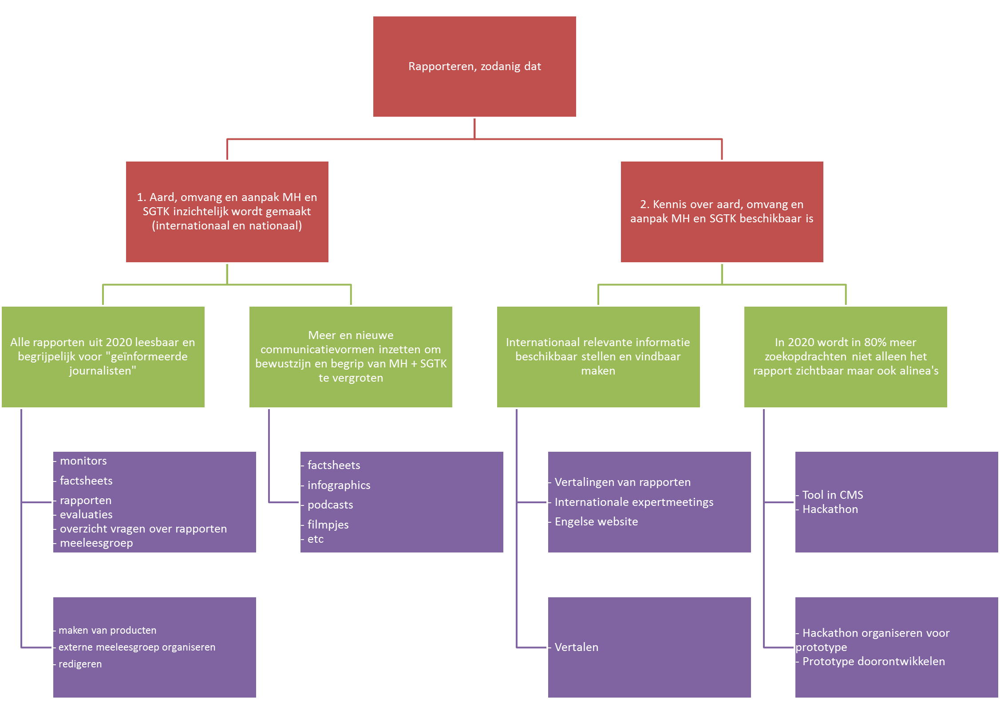 Rapporteren, zodanig dat
1. Aard, omvang en aanpak MH en
SGTK inzichtelijk wordt gemaakt
(internationaal en nationaal)
2. Kennis over aard, omvang en
aanpak MH en SGTK beschikbaar is
Alle rapporten uit 2020 leesbaar en
begrijpelijk voor "geïnformeerde
journalisten"
Meer en nieuwe
communicatievormen inzetten om
bewustzijn en begrip van MH + SGTK
te vergroten
Internationaal relevante informatie
beschikbaar stellen en vindbaar
maken
In 2020 wordt in 80% meer
zoekopdrachten niet alleen het
rapport zichtbaar maar ook alinea's
- monitors
- factsheets
- rapporten
- evaluaties
- overzicht vragen over rapporten
- meeleesgroep
- factsheets
- infographics
- podcasts
- filmpjes
- etc
- Vertalingen van rapporten
- Internationale expertmeetings
- Engelse website
- Tool in CMS
- Hackathon
- maken van producten
- externe meeleesgroep organiseren
- redigeren
- Vertalen
- Hackathon organiseren voor
prototype
- Prototype doorontwikkelen